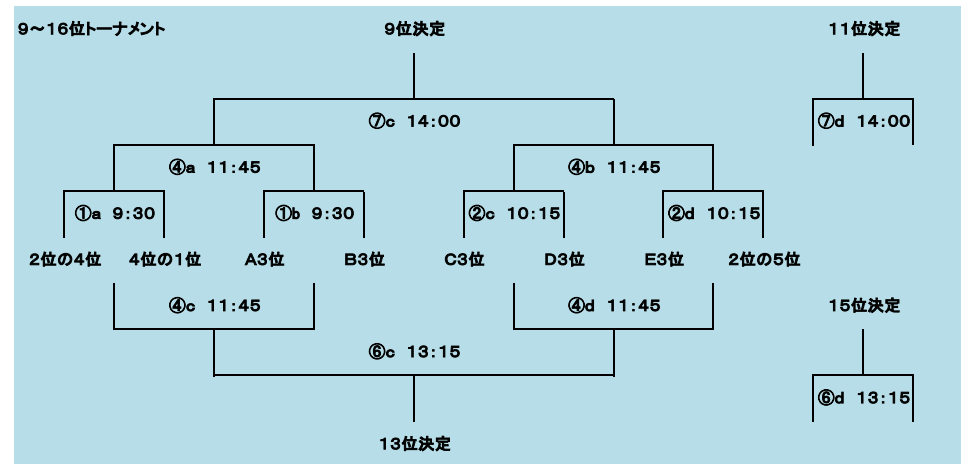 9～16位トーナメント 9位決定 11位決定
⑦c 14:00 ⑦d 14:00
④a 11:45 ④b 11:45
①a 9:30 ①b 9:30 ②c 10:15 ②d 10:15
2位の4位 4位の1位 A3位 B3位 C3位 D3位 E3位 2位の5位
④c 11:45 ④d 11:45 15位決定
⑥c 13:15
⑥d 13:15
13位決定